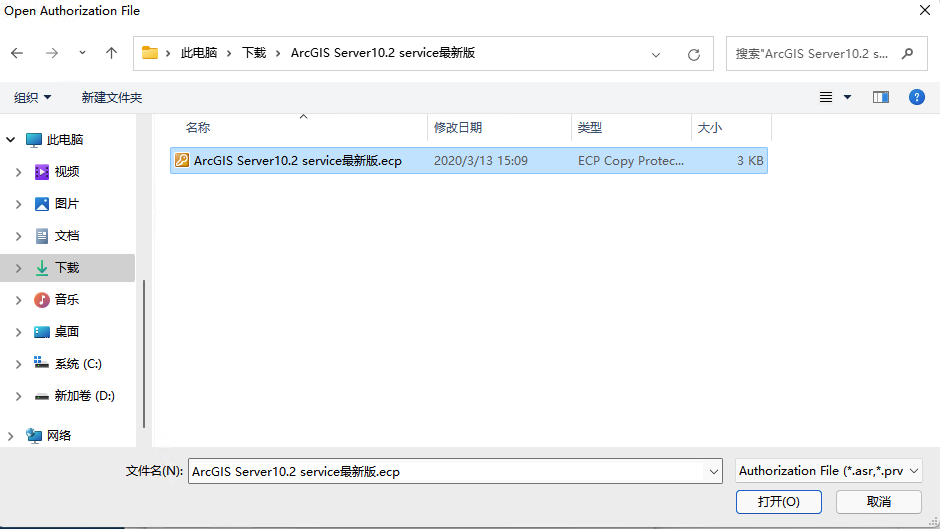 Open Authorization File
此电脑 下载 ArcGIS Server10.2 service最新版
搜索"ArcGIS Server10.2 s...
组织 新建文件夹
名称 修改日期 类型 大小
ArcGIS Server10.2 service最新版.ecp 2020/3/13 15:09 ECP Copy Protec... 3 KB
此电脑
视频
图片
文档
下载
音乐
桌面
系统 (C:)
新加卷 (D:)
网络
文件名(N): ArcGIS Server10.2 service最新版.ecp Authorization File (*.asr,*.prv
打开(O) 取消